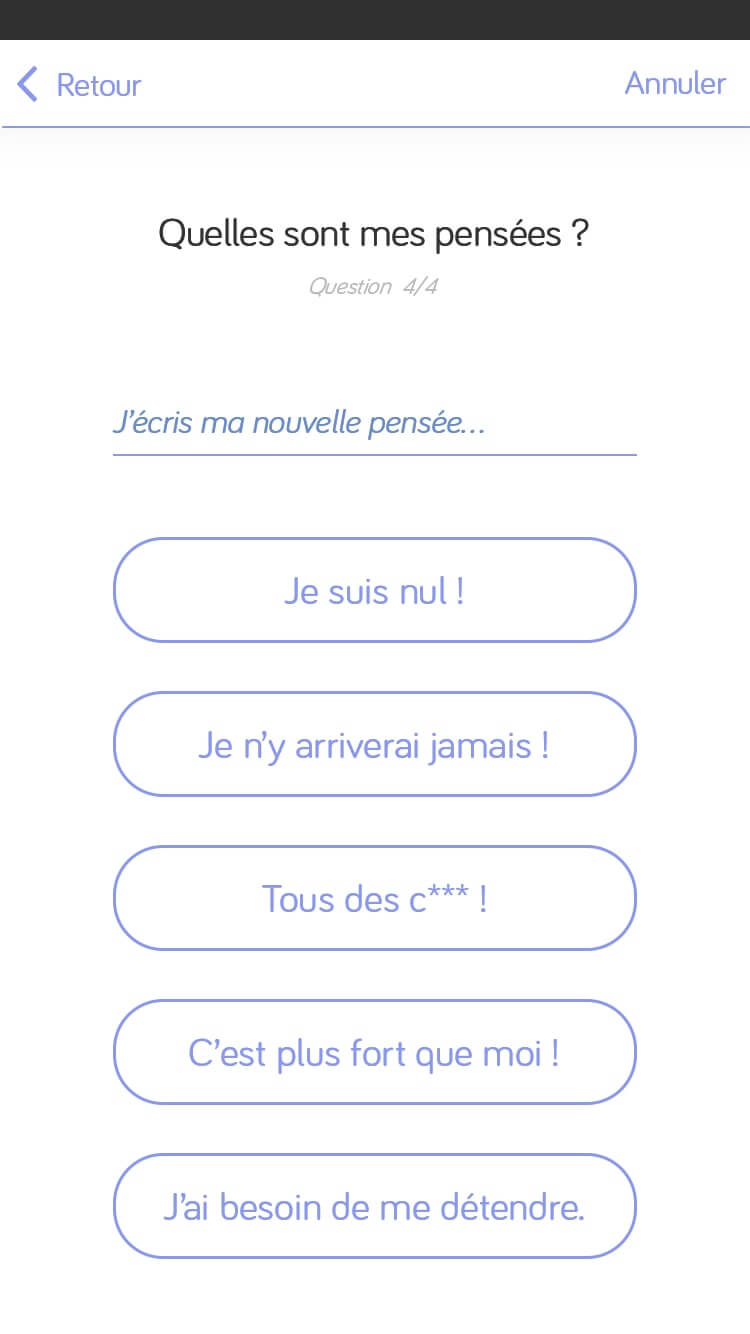 Retour
Annuler
Quelles sont mes pensées ?
Question 4/4
J’écris ma nouvelle pensée...
Je suis nul !
Je n’y arriverai jamais !
Tous des c*** !
C’est plus fort que moi !
J’ai besoin de me détendre.